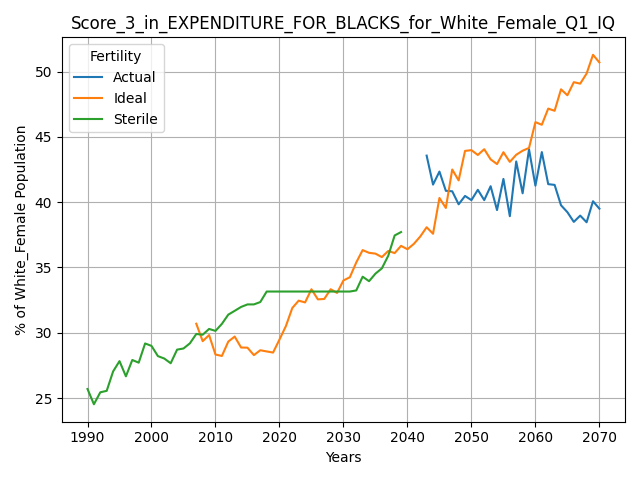 Score_3_in_EXPENDITURE_FOR_BLACKS_for_White_Female_Q1_IQ
Fertility
Actual
Ideal
Sterile
% of White_Female Population
50
45
40
35
30
25
1990 2000 2010 2020 2030 2040 2050 2060 2070
Years